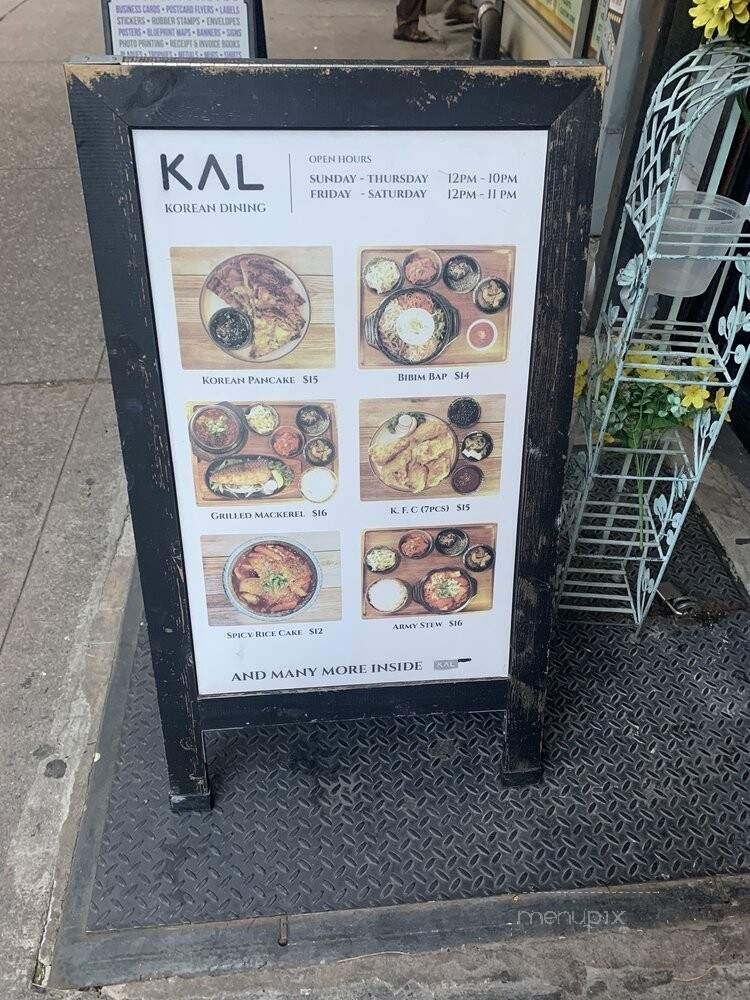 BUSINESS CARDS • POSTCARD FLYERS • LABELS
STICKERS • RUBBER STAMPS • ENVELOPES
POSTERS • BLUEPRINT MAPS • BANNERS • SIGNS
PHOTO PRINTING • RECEIPT & INVOICE BOOKS
KAL
KOREAN DINING
OPEN HOURS
SUNDAY - THURSDAY 12PM - 10PM
FRIDAY - SATURDAY 12PM - 11 PM
KOREAN PANCAKE $15
BIBIM BAP $14
GRILLED MACKEREL $16
K. F. C (7PCS) $15
SPICY RICE CAKE $12
ARMY STEW $16
AND MANY MORE INSIDE KAL
menupix